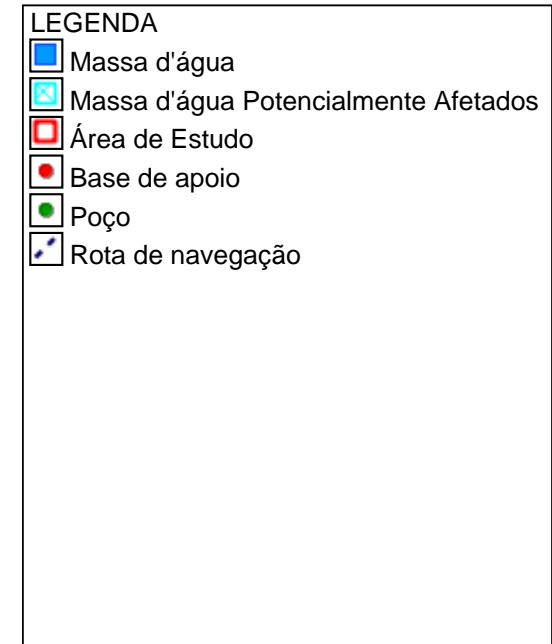 LEGENDA
Massa d'água
Massa d'água Potencialmente Afetados
Área de Estudo
Base de apoio
Poço
Rota de navegação